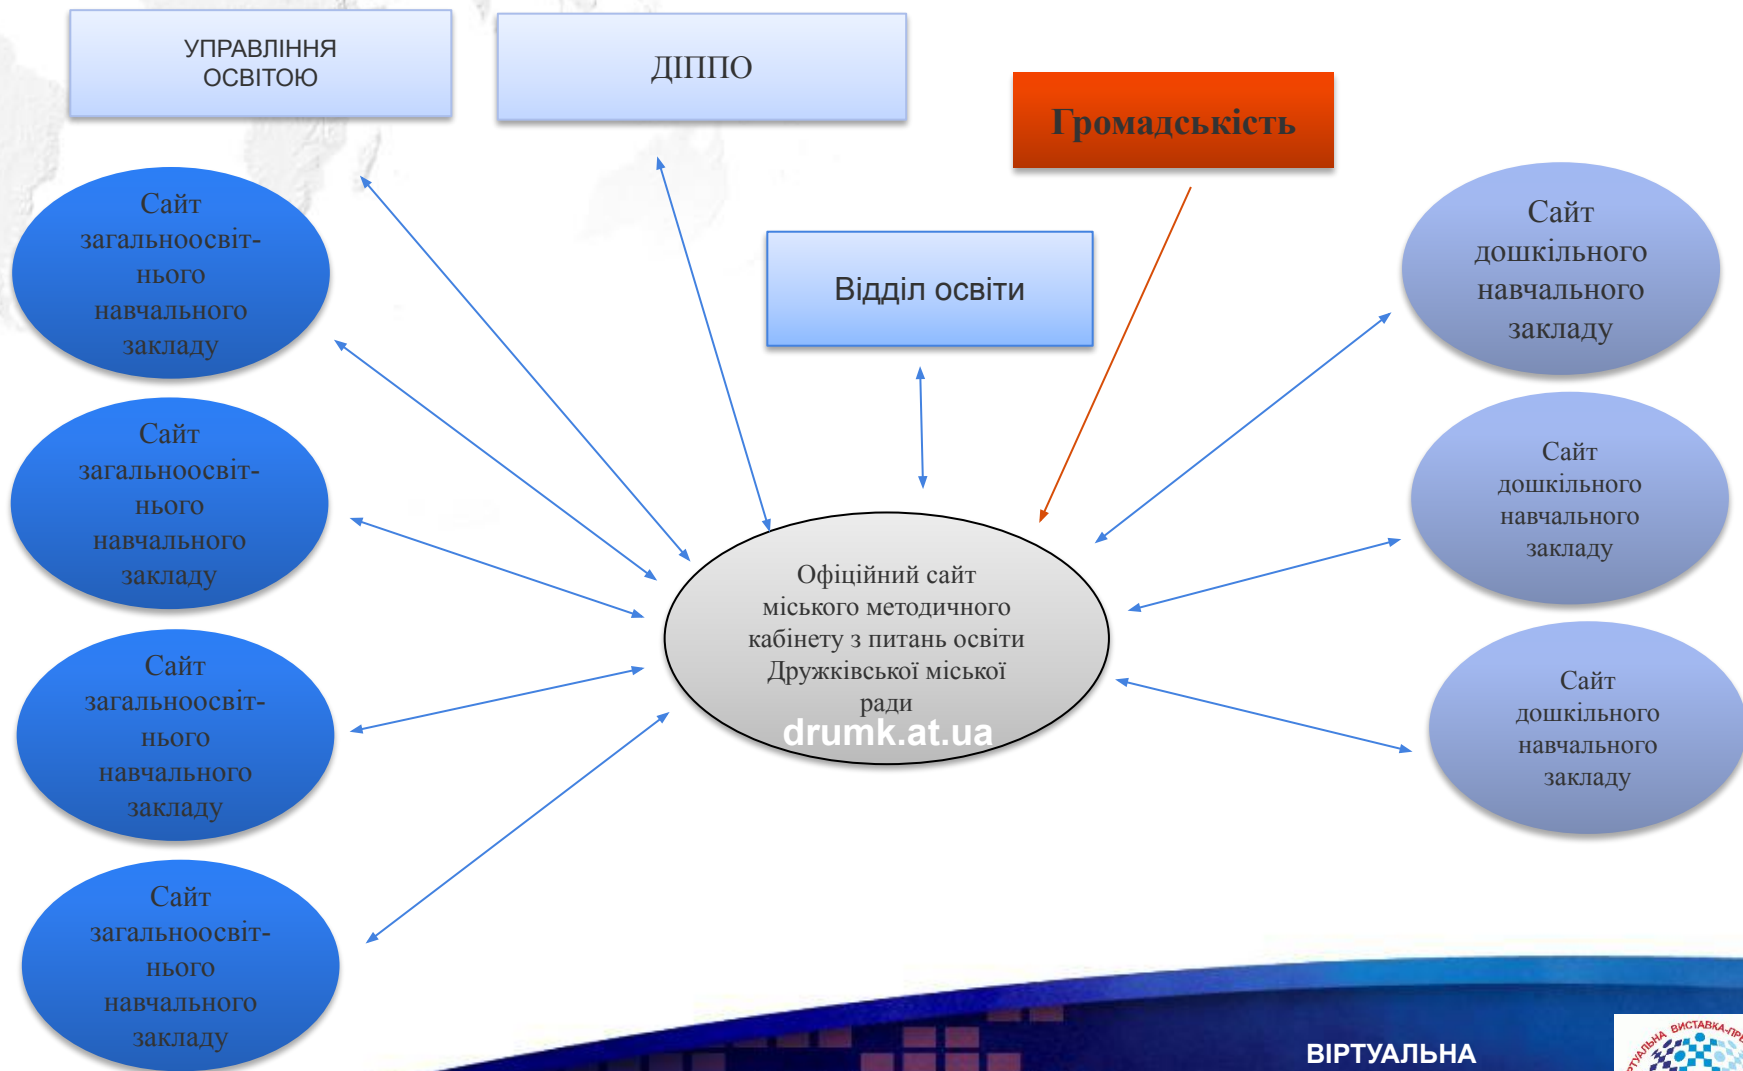 УПРАВЛІННЯ
ОСВІТОЮ
ДІППО
Громадськість
Відділ освіти
Сайт
загальноосвіт-
нього
навчального
закладу
Сайт
загальноосвіт-
нього
навчального
закладу
Сайт
загальноосвіт-
нього
навчального
закладу
Сайт
загальноосвіт-
нього
навчального
закладу
Офіційний сайт
міського методичного
кабінету з питань освіти
Дружківської міської
ради
drumk.at.ua
Сайт
дошкільного
навчального
закладу
Сайт
дошкільного
навчального
закладу
Сайт
дошкільного
навчального
закладу
ВІРТУАЛЬНА
ВИСТАВКА